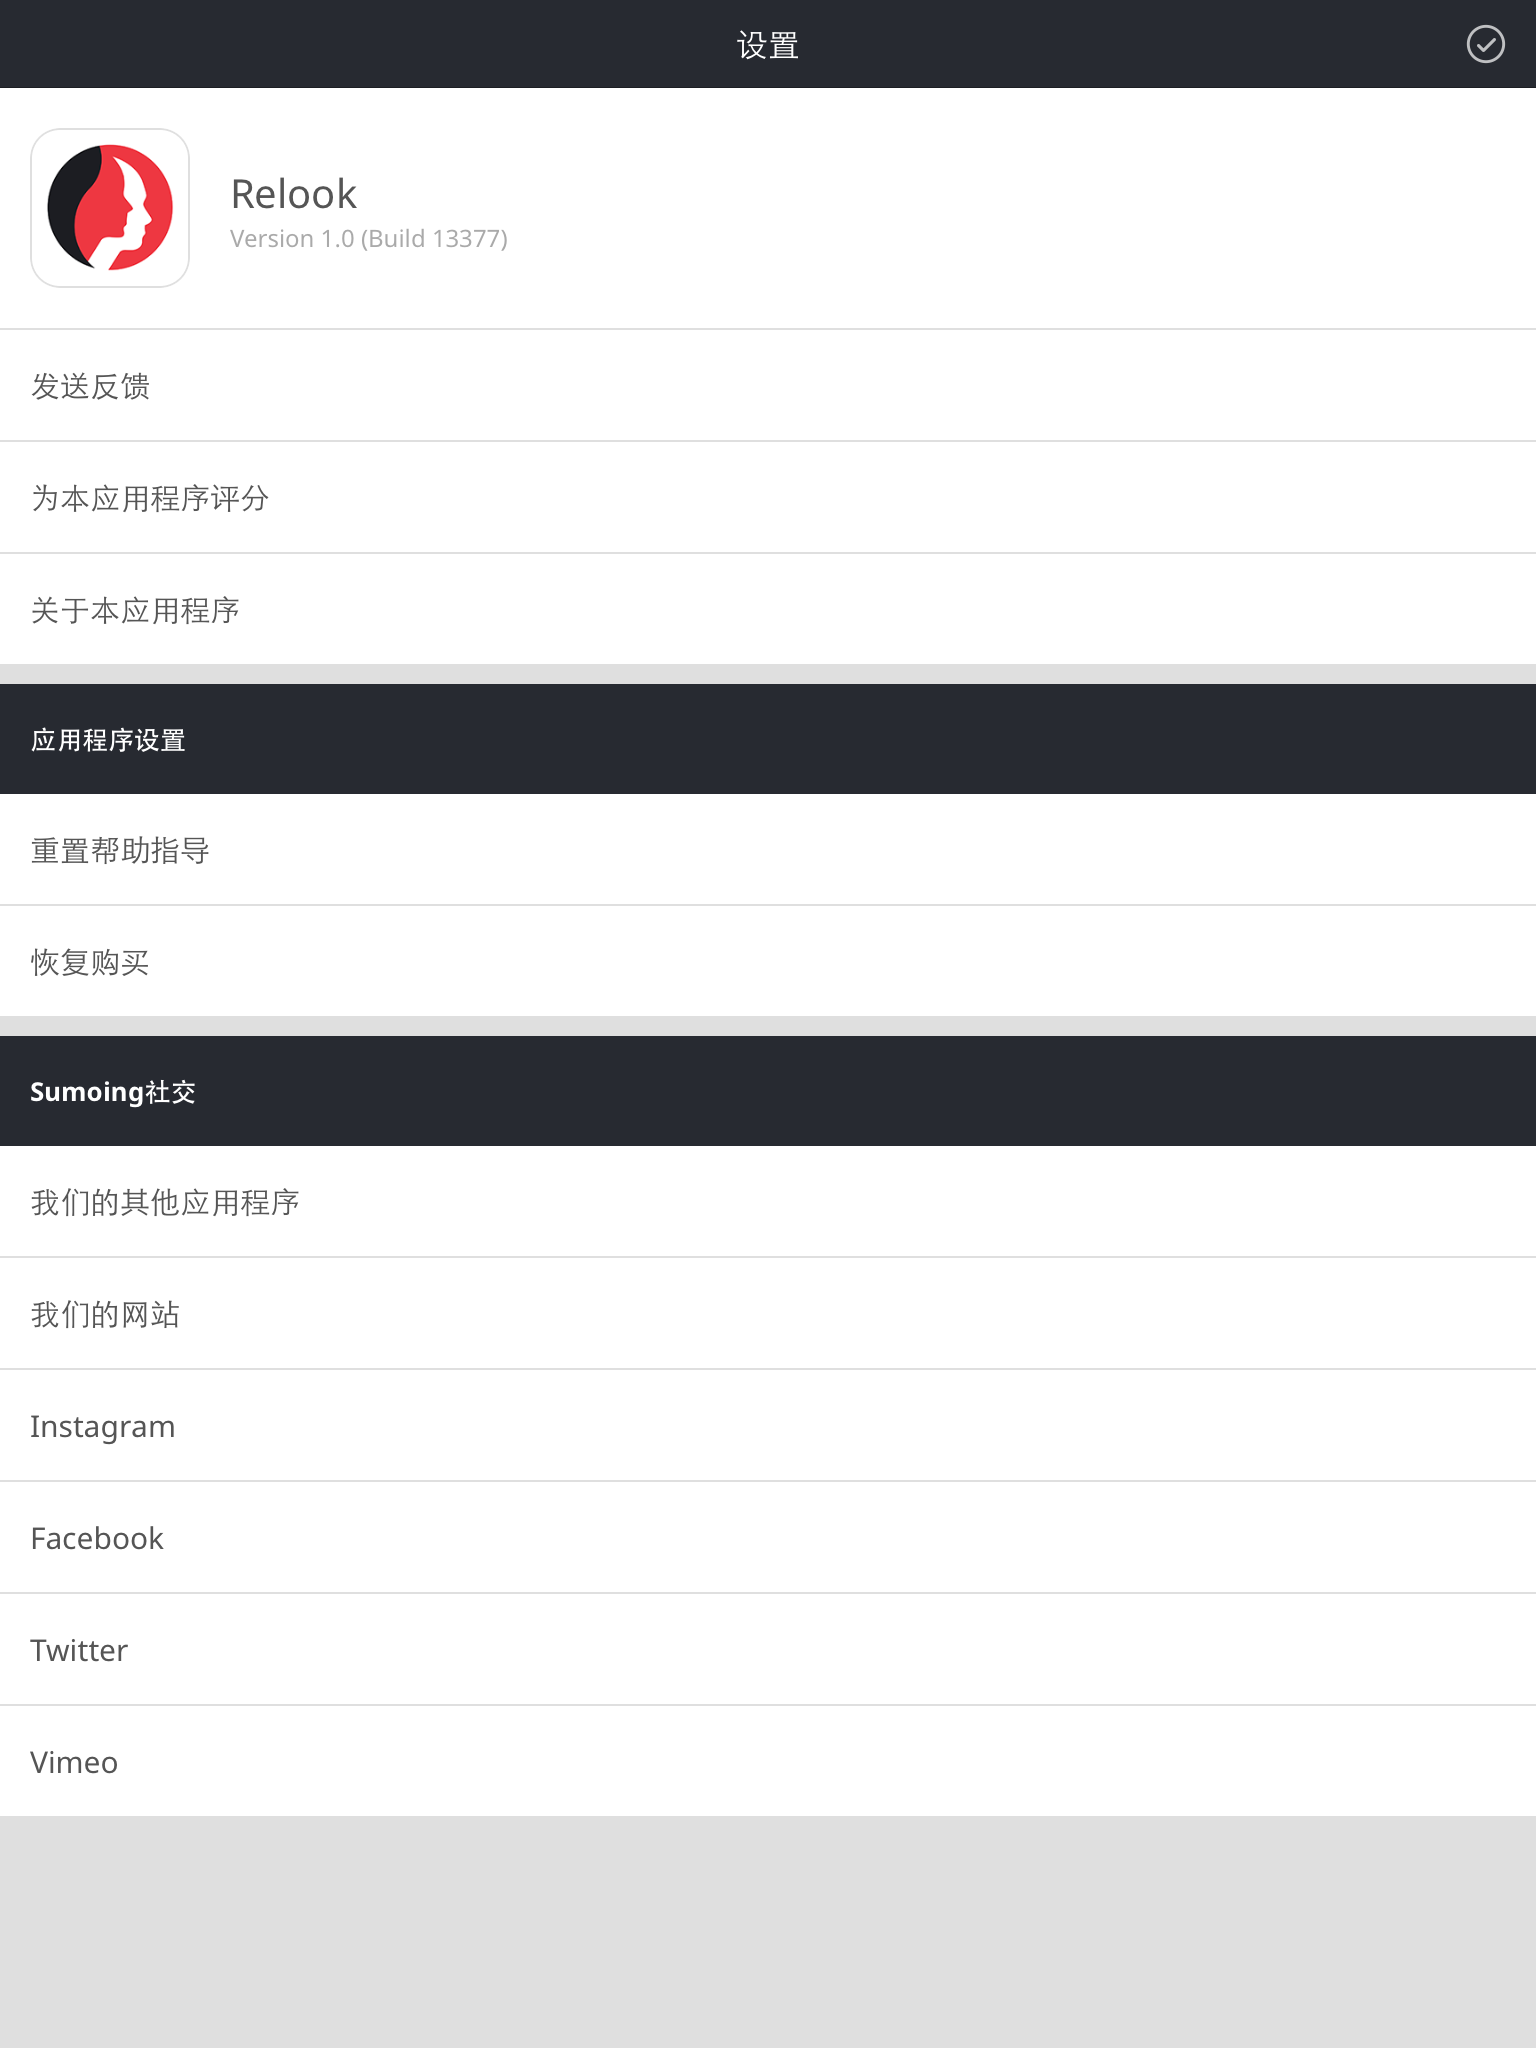 设置
Relook
Version 1.0 (Build 13377)
发送反馈
为本应用程序评分
关于本应用程序
应用程序设置
重置帮助指导
恢复购买
Sumoing社交
我们的其他应用程序
我们的网站
Instagram
Facebook
Twitter
Vimeo